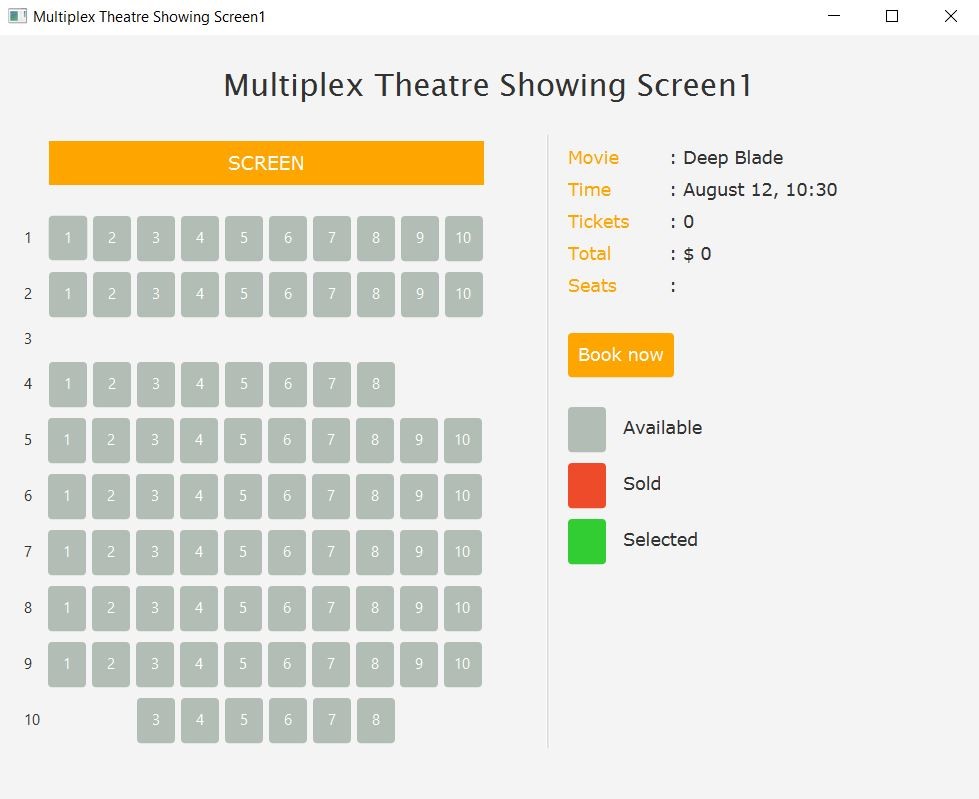 Multiplex Theatre Showing Screen1
Multiplex Theatre Showing Screen1
SCREEN
1 1 2 3 4 5 6 7 8 9 10
2 1 2 3 4 5 6 7 8 9 10
3
4 1 2 3 4 5 6 7 8
5 1 2 3 4 5 6 7 8 9 10
6 1 2 3 4 5 6 7 8 9 10
7 1 2 3 4 5 6 7 8 9 10
8 1 2 3 4 5 6 7 8 9 10
9 1 2 3 4 5 6 7 8 9 10
10 3 4 5 6 7 8
Movie : Deep Blade
Time : August 12, 10:30
Tickets : 0
Total : $ 0
Seats :
Book now
Available
Sold
Selected